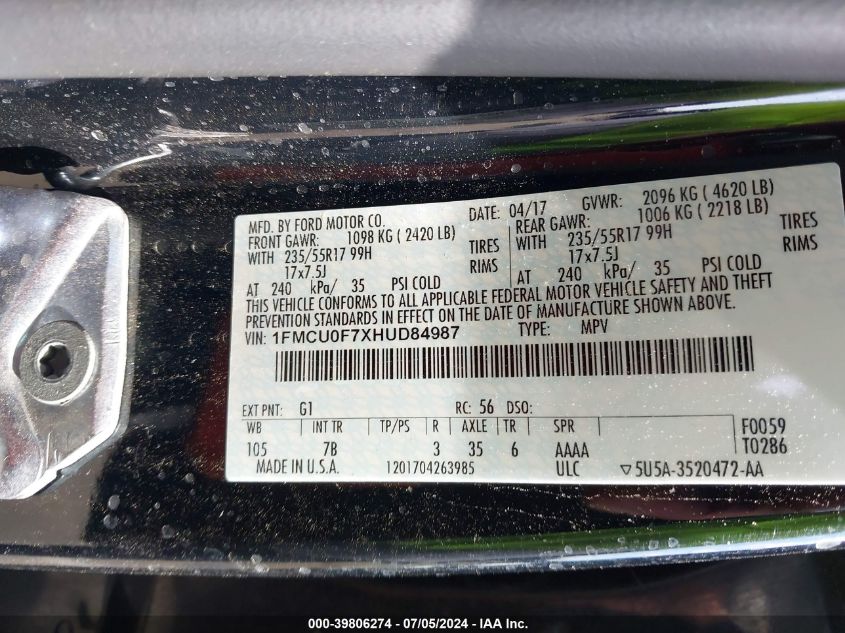 MFD. BY FORD MOTOR CO.
DATE: 04/17 GVWR: 2096 KG ( 4620 LB)
FRONT GAWR: 1098 KG ( 2420 LB)
REAR GAWR: 1006 KG ( 2218 LB)
WITH 235/55R17 99H TIRES
WITH 235/55R17 99H TIRES
17x7.5J RIMS
17x7.5J RIMS
AT 240 kPa/ 35 PSI COLD
AT 240 kPa/ 35 PSI COLD
THIS VEHICLE CONFORMS TO ALL APPLICABLE FEDERAL MOTOR VEHICLE SAFETY AND THEFT
PREVENTION STANDARDS IN EFFECT ON THE DATE OF MANUFACTURE SHOWN ABOVE.
VIN: 1FMCU0F7XHUD84987 TYPE: MPV
EXT PNT: G1 RC: 56 DSO:
WB INT TR TP/PS R AXLE TR SPR F0059
105 7B 3 35 6 AAAA T0286
MADE IN U.S.A. 1201704263985 ULC ▽5U5A-3520472-AA
000-39806274 - 07/05/2024 - IAA Inc.